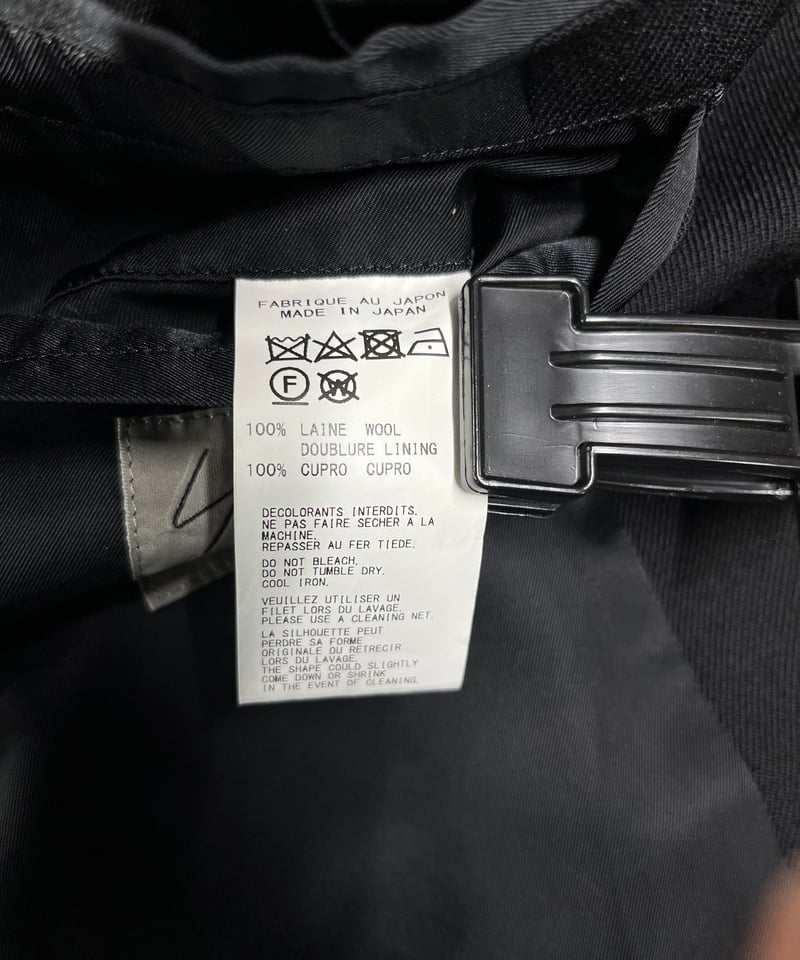 FABRIQUE AU JAPON
MADE IN JAPAN
F
W
100% LAINE WOOL
DOUBLURE LINING
100% CUPRO CUPRO
DECOLORANTS INTERDITS.
NE PAS FAIRE SECHER A LA
MACHINE.
REPASSER AU FER TIEDE.
DO NOT BLEACH.
DO NOT TUMBLE DRY.
COOL IRON.
VEUILLEZ UTILISER UN
FILET LORS DU LAVAGE.
PLEASE USE A CLEANING NET.
LA SILHOUETTE PEUT
PERDRE SA FORME
ORIGINALE OU RETRECIR
LORS DU LAVAGE.
THE SHAPE COULD SLIGHTLY
COME DOWN OR SHRINK
IN THE EVENT OF CLEANING.